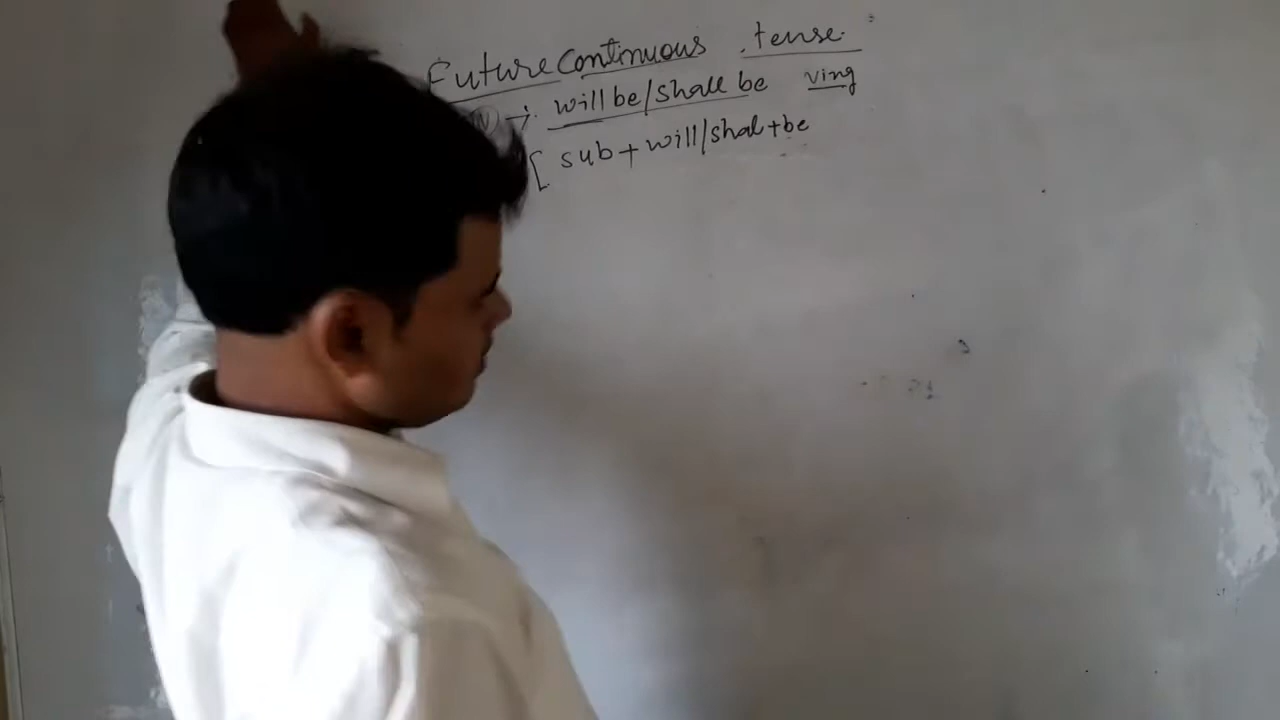 Future Continuous tense
→ will be/shall be ving
[ sub + will/shal + be